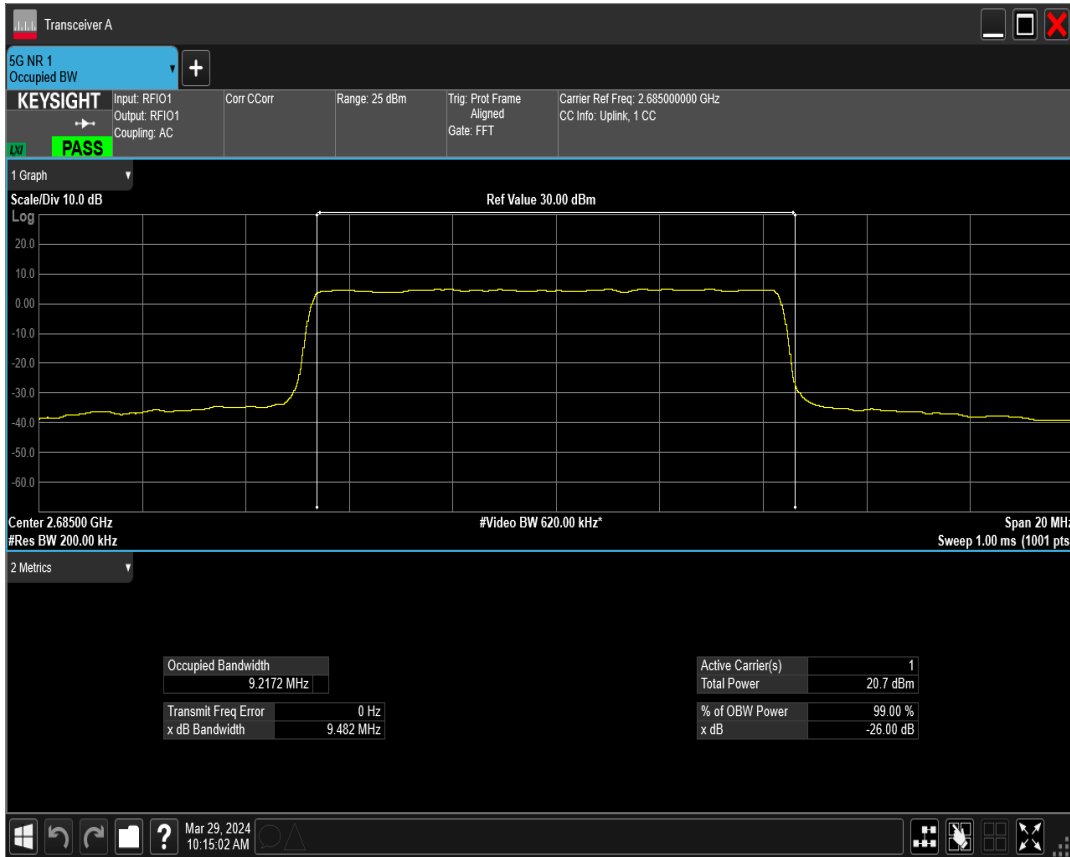 Transceiver A
5G NR 1
Occupied BW
KEYSIGHT
LXI
PASS
Input: RFIO1
Output: RFIO1
Coupling: AC
Corr CCorr
Range: 25 dBm
Trig: Prot Frame
Aligned
Gate: FFT
Carrier Ref Freq: 2.685000000 GHz
CC Info: Uplink, 1 CC
1 Graph
Scale/Div 10.0 dB
Ref Value 30.00 dBm
Log
20.0
10.0
0.00
-10.0
-20.0
-30.0
-40.0
-50.0
-60.0
Center 2.68500 GHz
#Video BW 620.00 kHz*
Span 20 MHz
#Res BW 200.00 kHz
Sweep 1.00 ms (1001 pts
2 Metrics
Occupied Bandwidth
9.2172 MHz
Transmit Freq Error 0 Hz
x dB Bandwidth 9.482 MHz
Active Carrier(s) 1
Total Power 20.7 dBm
% of OBW Power 99.00 %
x dB -26.00 dB
?
Mar 29, 2024
10:15:02 AM